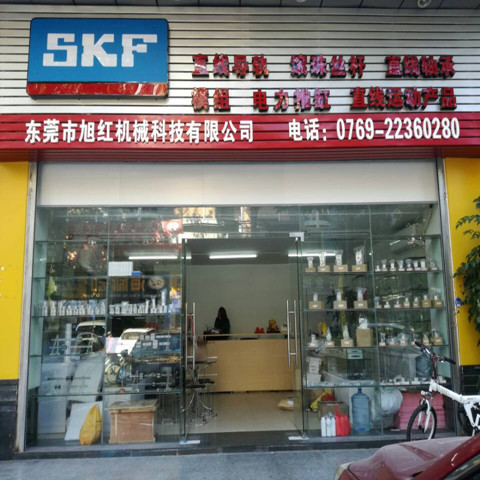 SKF
直线导轨 滚珠丝杆 直线轴承
模组 电力推缸 直线运动产品
东莞市旭红机械科技有限公司 电话：0769-22360280